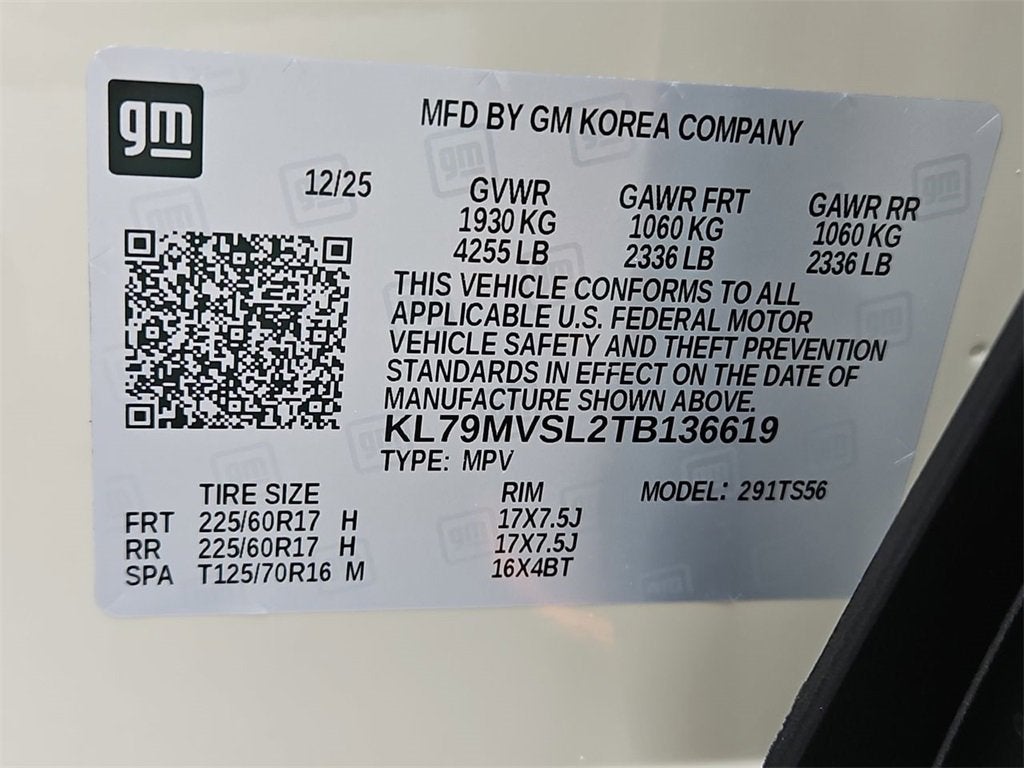 gm
MFD BY GM KOREA COMPANY
12/25 GVWR GAWR FRT GAWR RR
1930 KG 1060 KG 1060 KG
4255 LB 2336 LB 2336 LB
THIS VEHICLE CONFORMS TO ALL
APPLICABLE U.S. FEDERAL MOTOR
VEHICLE SAFETY AND THEFT PREVENTION
STANDARDS IN EFFECT ON THE DATE OF
MANUFACTURE SHOWN ABOVE.
KL79MVSL2TB136619
TYPE: MPV
TIRE SIZE RIM MODEL: 291TS56
FRT 225/60R17 H 17X7.5J
RR 225/60R17 H 17X7.5J
SPA T125/70R16 M 16X4BT